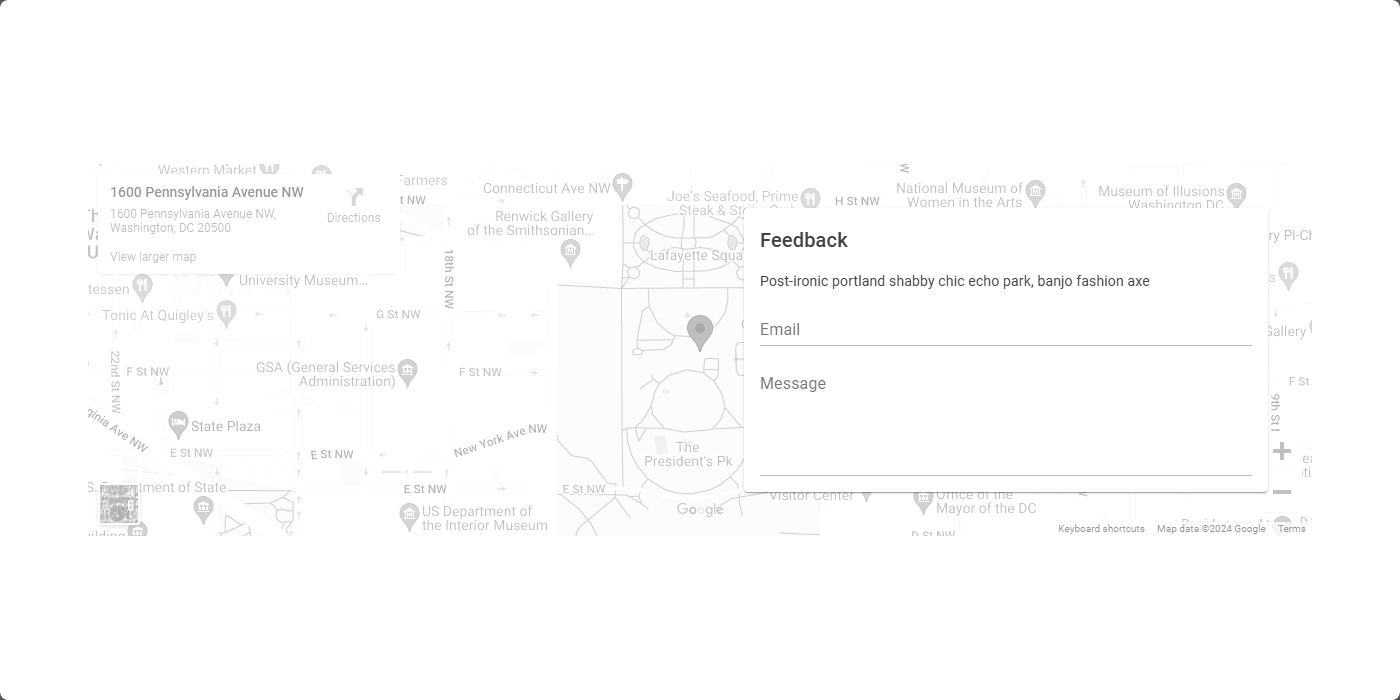 Western Market
1600 Pennsylvania Avenue NW
1600 Pennsylvania Avenue NW,
Washington, DC 20500
View larger map
Directions
Farmers
Connecticut Ave NW
Renwick Gallery
of the Smithsonian...
Joe's Seafood, Prime
Steak &
H St NW
National Museum of
Women in the Arts
Museum of Illusions
Washington DC
Lafayette
18th St NW
University Museum...
Tonic At Quigley's
G St NW
22nd St NW
F St NW
GSA (General Services
Administration)
F St NW
State Plaza
Ave NW
E St NW
E St NW
New York Ave NW
The
President's Pk
E St NW
E St NW
of State
US Department of
the Interior Museum
Google
Feedback
Post-ironic portland shabby chic echo park, banjo fashion axe
Email
Message
Gallery
F St
9th St
Visitor Center
Office of the
Mayor of the DC
D St NW
Keyboard shortcuts
Map data ©2024 Google
Terms